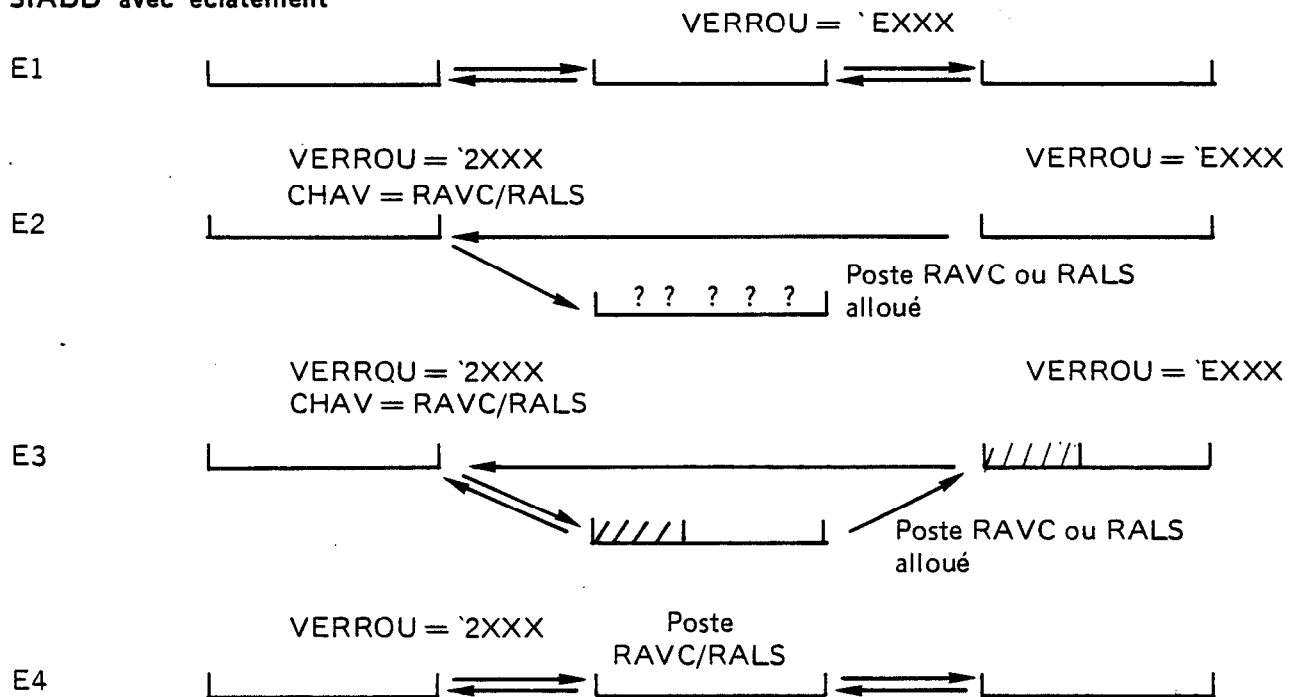 SIADD avec éclatement
VERROU = `EXXX
E1
VERROU = `2XXX
VERROU = `EXXX
CHAV = RAVC/RALS
E2
Poste RAVC ou RALS
? ? ? ? ?
alloué
VERROU = `2XXX
VERROU = `EXXX
CHAV = RAVC/RALS
E3
Poste RAVC ou RALS
alloué
VERROU = `2XXX
Poste
RAVC/RALS
E4